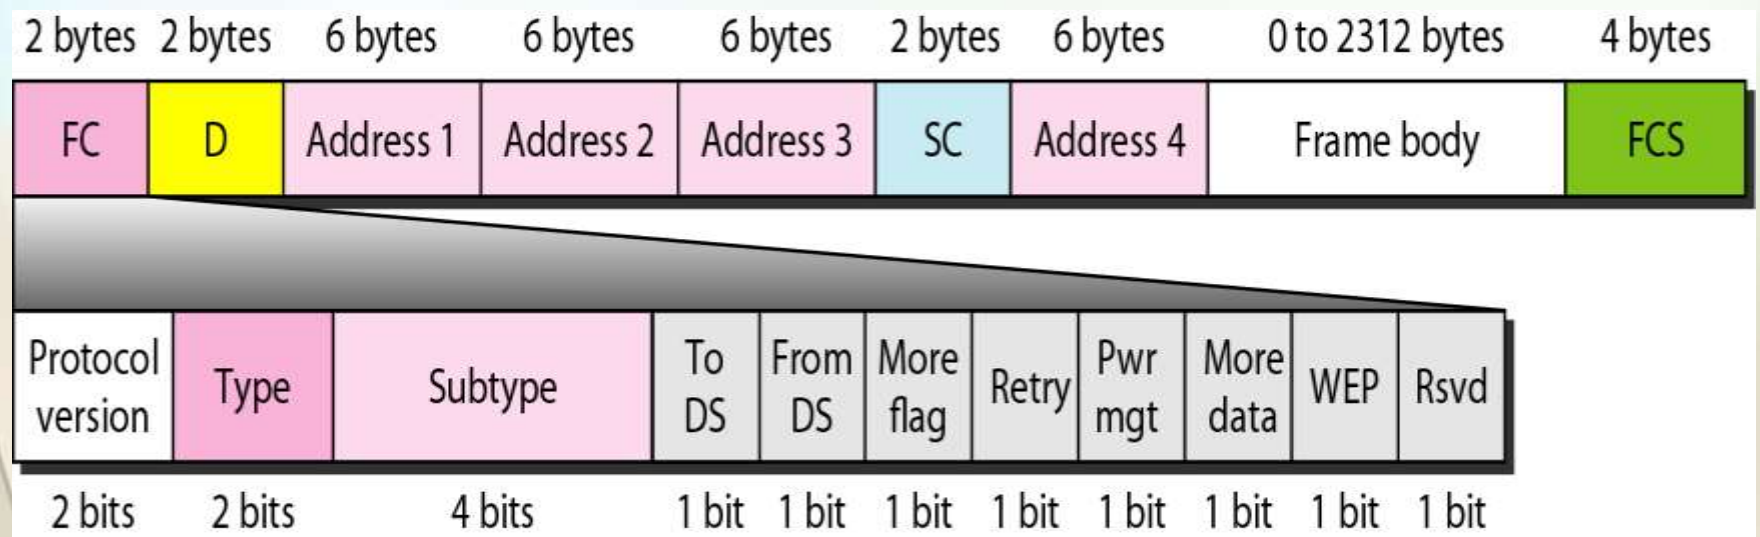 2 bytes 2 bytes 6 bytes 6 bytes 6 bytes 2 bytes 6 bytes 0 to 2312 bytes 4 bytes
FC D Address 1 Address 2 Address 3 SC Address 4 Frame body FCS
Protocol version Type Subtype To DS From DS More flag Retry Pwr mgt More data WEP Rsvd
2 bits 2 bits 4 bits 1 bit 1 bit 1 bit 1 bit 1 bit 1 bit 1 bit 1 bit